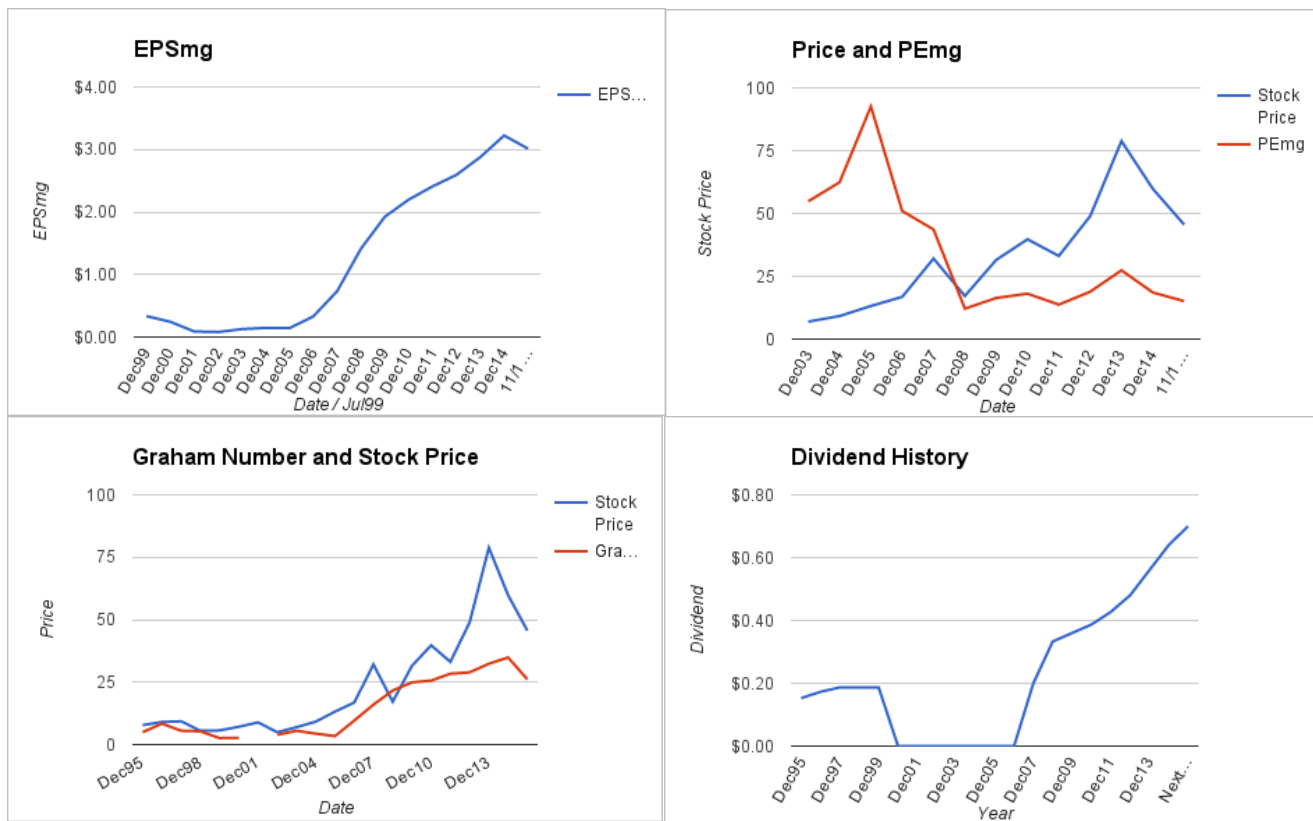 EPSmg
$4.00
$3.00
$2.00
$1.00
$0.00
EPSmg
EPS...
Dec99
Dec00
Dec01
Dec02
Dec03
Dec04
Dec05
Dec06
Dec07
Dec08
Dec09
Dec10
Dec11
Dec12
Dec13
Dec14
11/1 ...
Date / Jul99
Price and PEmg
100
75
50
25
0
Stock Price
Stock
Price
PEmg
Dec03
Dec04
Dec05
Dec06
Dec07
Dec08
Dec09
Dec10
Dec11
Dec12
Dec13
Dec14
11/1 ...
Date
Graham Number and Stock Price
100
75
50
25
0
Price
Stock
Price
Gra...
Dec95
Dec98
Dec01
Dec04
Dec07
Dec10
Dec13
Date
Dividend History
$0.80
$0.60
$0.40
$0.20
$0.00
Dividend
Dec95
Dec97
Dec99
Dec01
Dec03
Dec05
Dec07
Dec09
Dec11
Dec13
Next...
Year